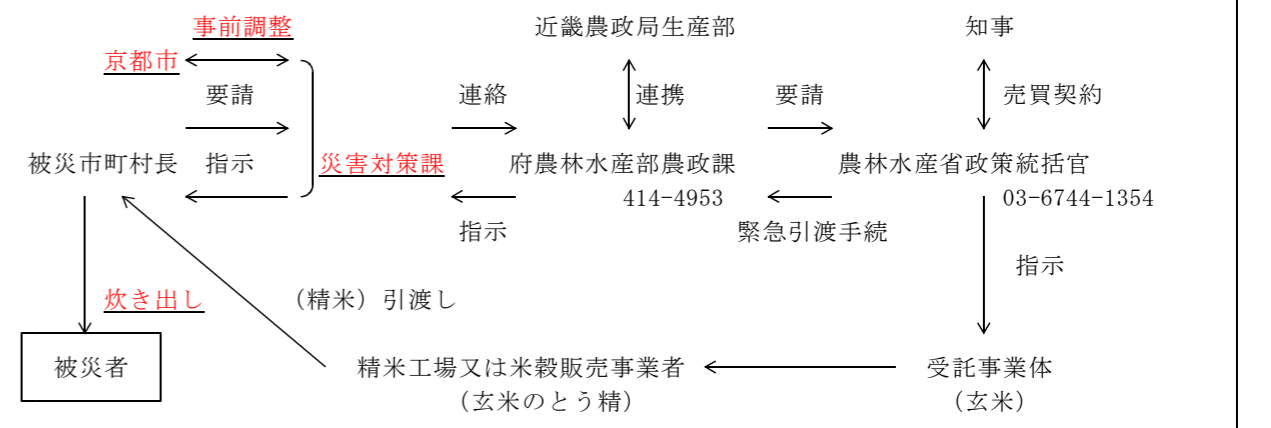 事前調整 近畿農政局生産部 知事
京都市
要請 連絡 連携 要請 売買契約
被災市町村長 指示 災害対策課 府農林水産部農政課 農林水産省政策統括官
414-4953 03-6744-1354
指示 緊急引渡手続
指示
炊き出し （精米）引渡し
被災者 精米工場又は米穀販売事業者 受託事業体
（玄米のとう精） （玄米）